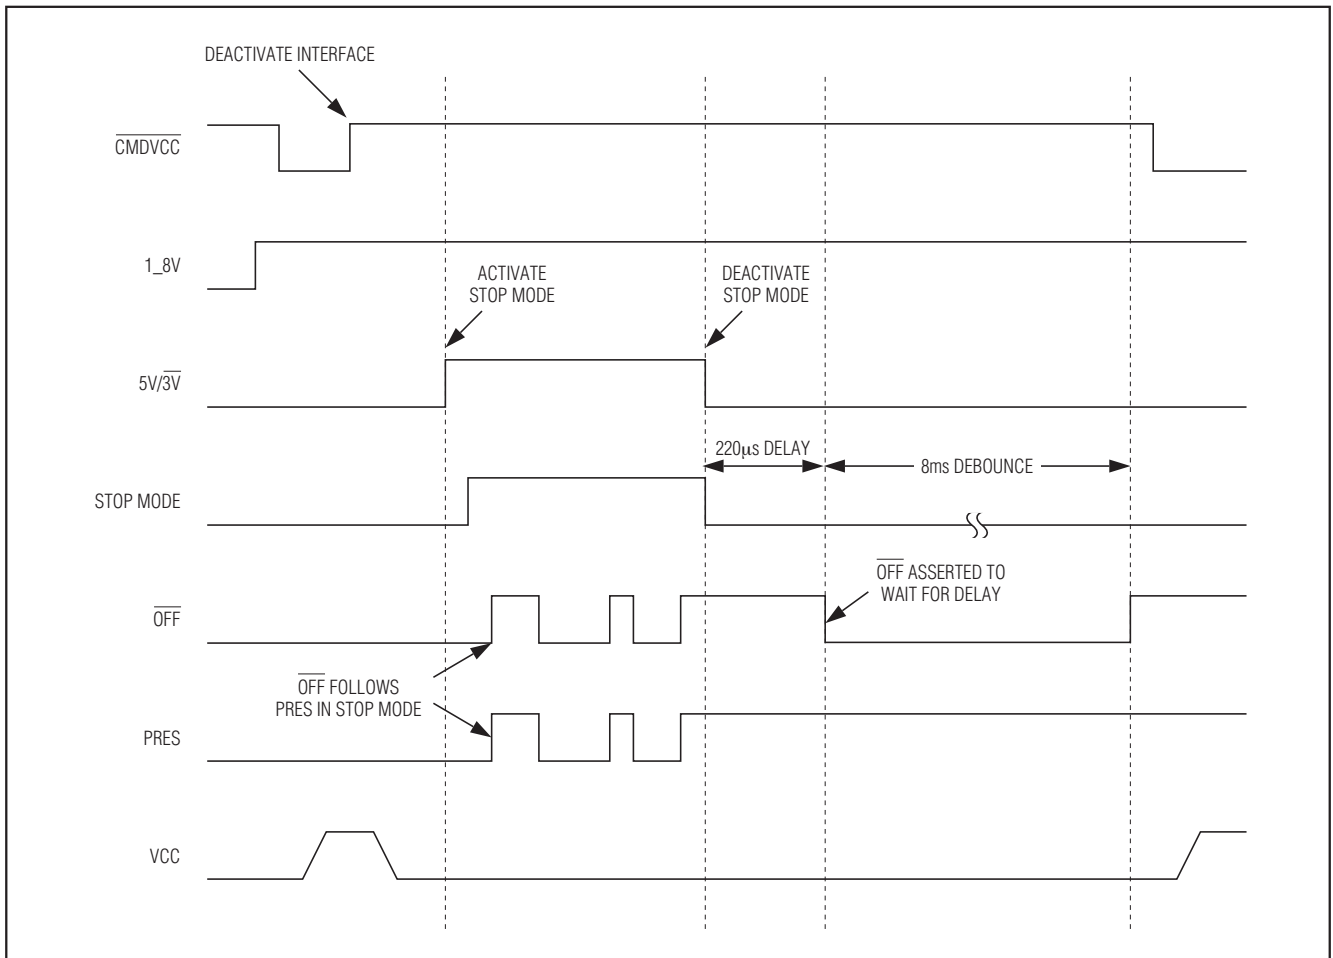 DEACTIVATE INTERFACE
CMDVCC
1_8V
ACTIVATE
STOP MODE
DEACTIVATE
STOP MODE
5V/3V
220µs DELAY
8ms DEBOUNCE
STOP MODE
OFF ASSERTED TO
WAIT FOR DELAY
OFF
OFF FOLLOWS
PRES IN STOP MODE
PRES
VCC